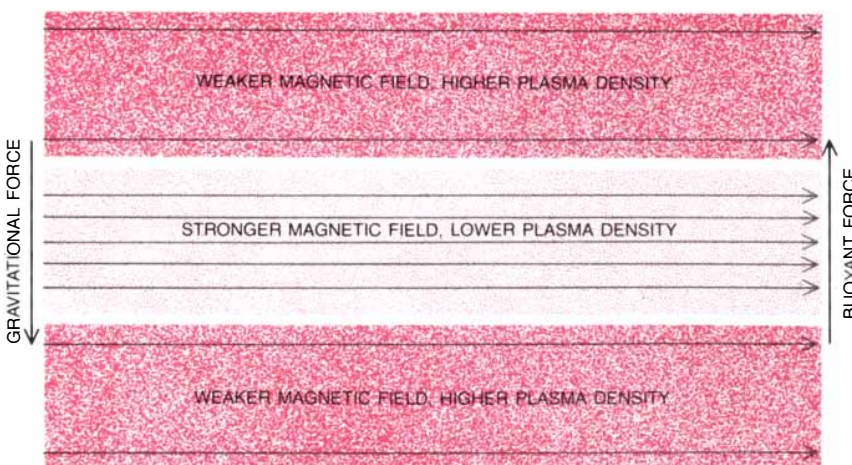 WEAKER MAGNETIC FIELD, HIGHER PLASMA DENSITY
GRAVITATIONAL FORCE
STRONGER MAGNETIC FIELD, LOWER PLASMA DENSITY
BUOYANT FORCE
WEAKER MAGNETIC FIELD, HIGHER PLASMA DENSITY